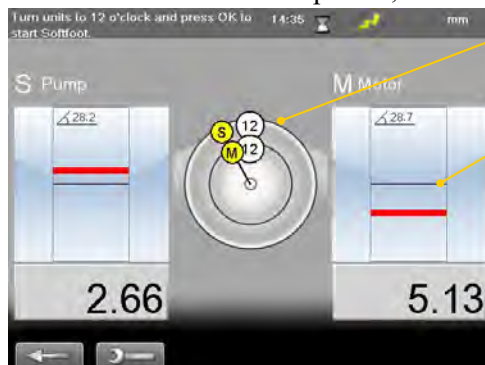 Turn units to 12 o'clock and press OK to
start Softfoot.
14:35
mm
S Pump
M Motor
28.2
28.7
S
12
M
12
2.66
5.13